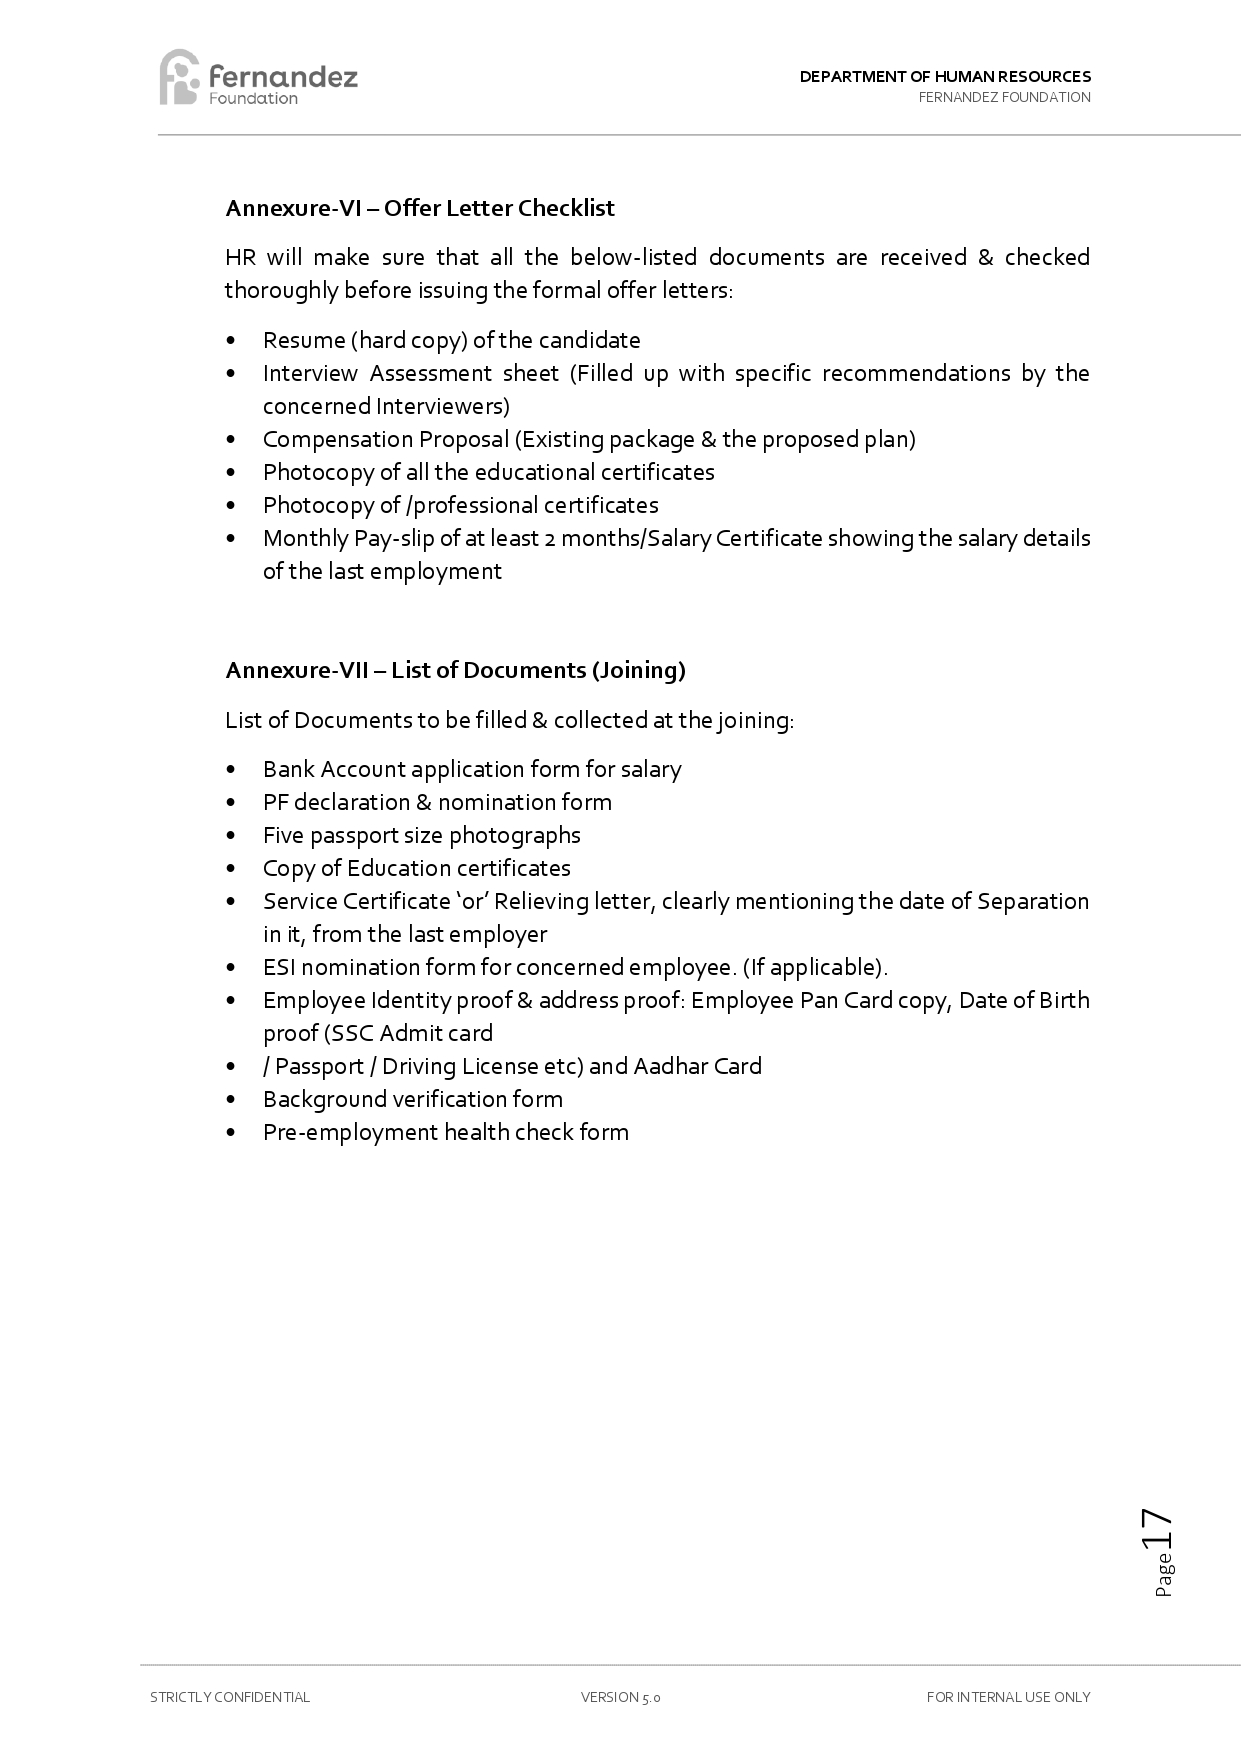 fernandez
Foundation
DEPARTMENT OF HUMAN RESOURCES
FERNANDEZ FOUNDATION
Annexure-VI – Offer Letter Checklist
HR will make sure that all the below-listed documents are received & checked
thoroughly before issuing the formal offer letters:
• Resume (hard copy) of the candidate
• Interview Assessment sheet (Filled up with specific recommendations by the
concerned Interviewers)
• Compensation Proposal (Existing package & the proposed plan)
• Photocopy of all the educational certificates
• Photocopy of /professional certificates
• Monthly Pay-slip of at least 2 months/Salary Certificate showing the salary details
of the last employment
Annexure-VII – List of Documents (Joining)
List of Documents to be filled & collected at the joining:
• Bank Account application form for salary
• PF declaration & nomination form
• Five passport size photographs
• Copy of Education certificates
• Service Certificate ‘or’ Relieving letter, clearly mentioning the date of Separation
in it, from the last employer
• ESI nomination form for concerned employee. (If applicable).
• Employee Identity proof & address proof: Employee Pan Card copy, Date of Birth
proof (SSC Admit card
• / Passport / Driving License etc) and Aadhar Card
• Background verification form
• Pre-employment health check form
Page17
STRICTLY CONFIDENTIAL
VERSION 5.0
FOR INTERNAL USE ONLY